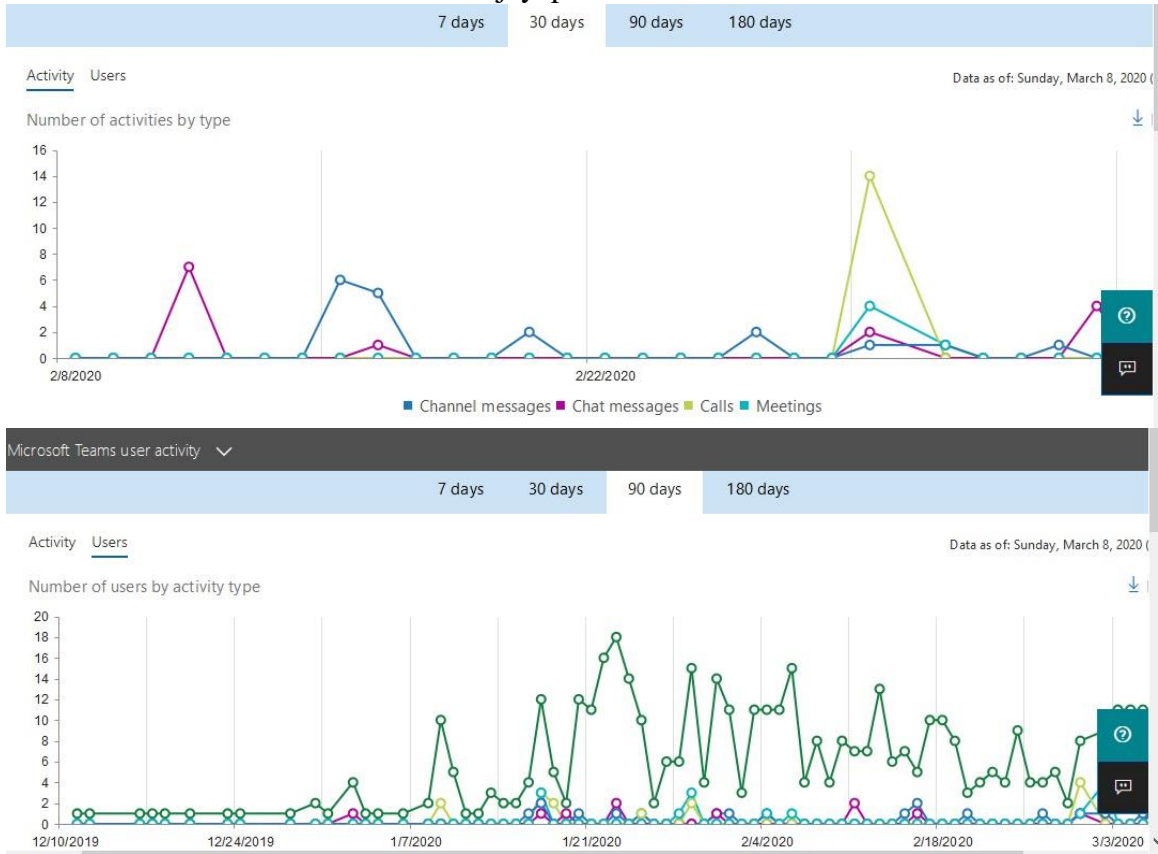 7 days 30 days 90 days 180 days
Activity Users Data as of: Sunday, March 8, 2020 (
Number of activities by type
16
14
12
10
8
6
4
2
0
2/8/2020 2/22/2020
Channel messages Chat messages Calls Meetings
Microsoft Teams user activity
7 days 30 days 90 days 180 days
Activity Users Data as of: Sunday, March 8, 2020 (
Number of users by activity type
20
18
16
14
12
10
8
6
4
2
0
12/10/2019 12/24/2019 1/7/2020 1/21/2020 2/4/2020 2/18/2020 3/3/2020